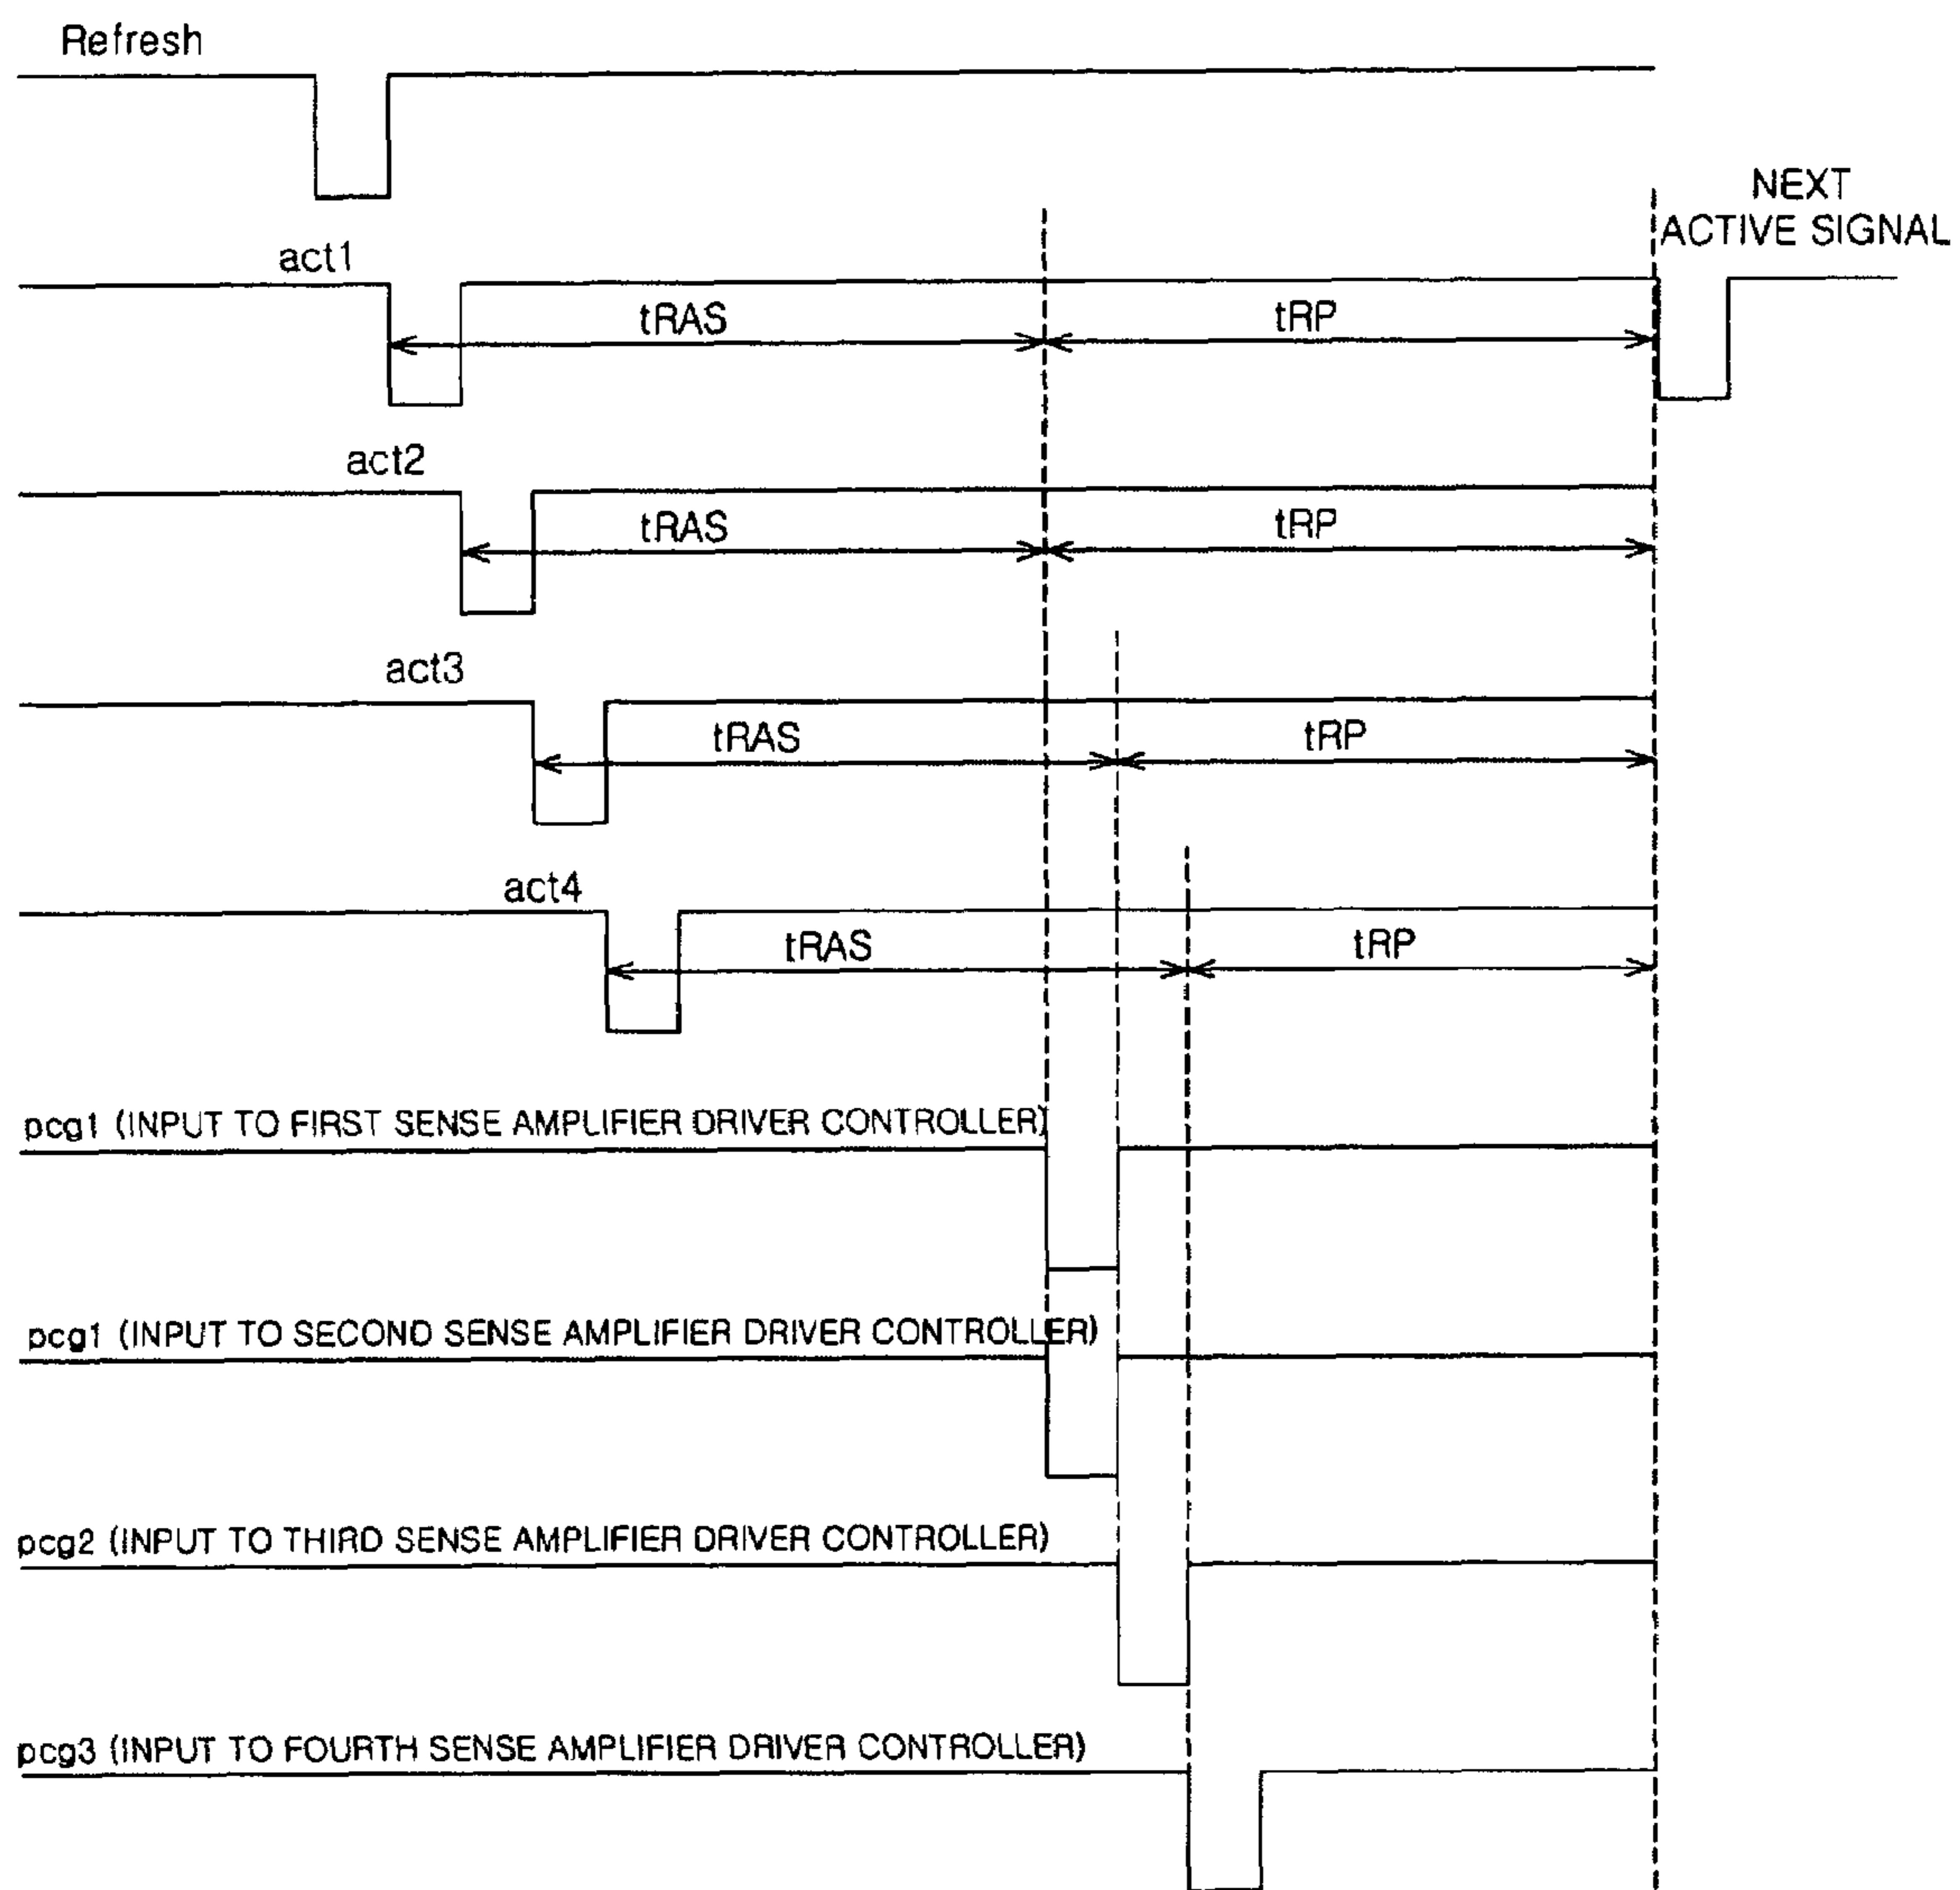 Refresh
NEXT
ACTIVE SIGNAL
act1
tRAS
tRP
act2
tRAS
tRP
act3
tRAS
tRP
act4
tRAS
tRP
pcg1 (INPUT TO FIRST SENSE AMPLIFIER DRIVER CONTROLLER)
pcg1 (INPUT TO SECOND SENSE AMPLIFIER DRIVER CONTROLLER)
pcg2 (INPUT TO THIRD SENSE AMPLIFIER DRIVER CONTROLLER)
pcg3 (INPUT TO FOURTH SENSE AMPLIFIER DRIVER CONTROLLER)